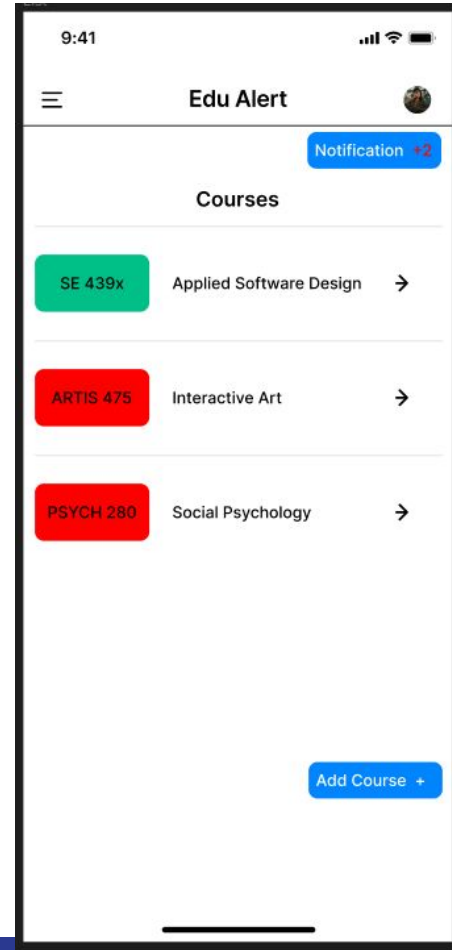 9:41
Edu Alert
Notification +2
Courses
SE 439x Applied Software Design →
ARTIS 475 Interactive Art →
PSYCH 280 Social Psychology →
Add Course +